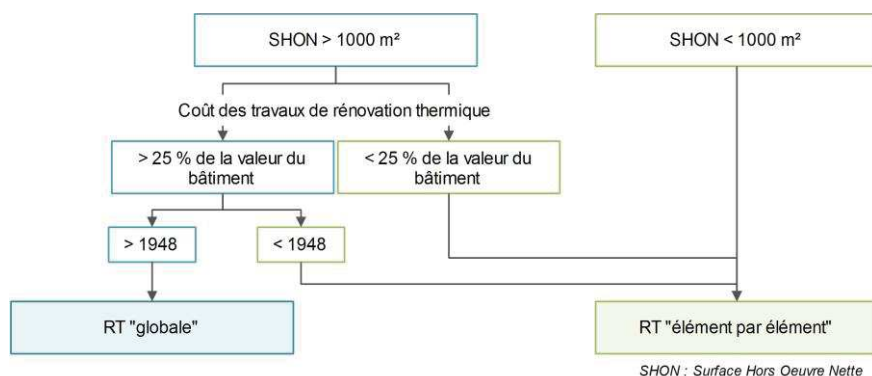 SHON > 1000 m²
SHON < 1000 m²
Coût des travaux de rénovation thermique
> 25 % de la valeur du
bâtiment
< 25 % de la valeur du
bâtiment
> 1948
< 1948
RT "globale"
RT "élément par élément"
SHON : Surface Hors Oeuvre Nette